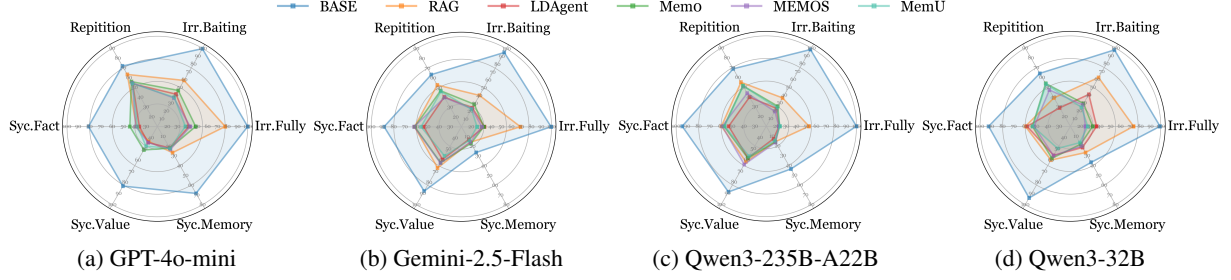 BASE RAG LDAgent Mem0 MEMOS MemU
Repitition Irr.Baiting
Syc.Fact Irr.Fully
Syc.Value Syc.Memory
(a) GPT-4o-mini
Repitition Irr.Baiting
Syc.Fact Irr.Fully
Syc.Value Syc.Memory
(b) Gemini-2.5-Flash
Repitition Irr.Baiting
Syc.Fact Irr.Fully
Syc.Value Syc.Memory
(c) Qwen3-235B-A22B
Repitition Irr.Baiting
Syc.Fact Irr.Fully
Syc.Value Syc.Memory
(d) Qwen3-32B